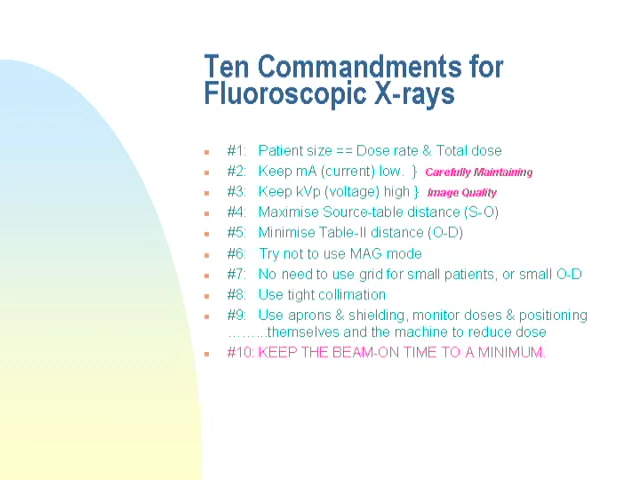 Ten Commandments for
Fluoroscopic X-rays
#1: Patient size == Dose rate & Total dose
#2: Keep mA (current) low. } Carefully Maintaining
#3: Keep kVp (voltage) high } Image Quality
#4: Maximise Source-table distance (S-O)
#5: Minimise Table-II distance (O-D)
#6: Try not to use MAG mode
#7: No need to use grid for small patients, or small O-D
#8: Use tight collimation
#9: Use aprons & shielding, monitor doses & positioning
………themselves and the machine to reduce dose
#10: KEEP THE BEAM-ON TIME TO A MINIMUM.